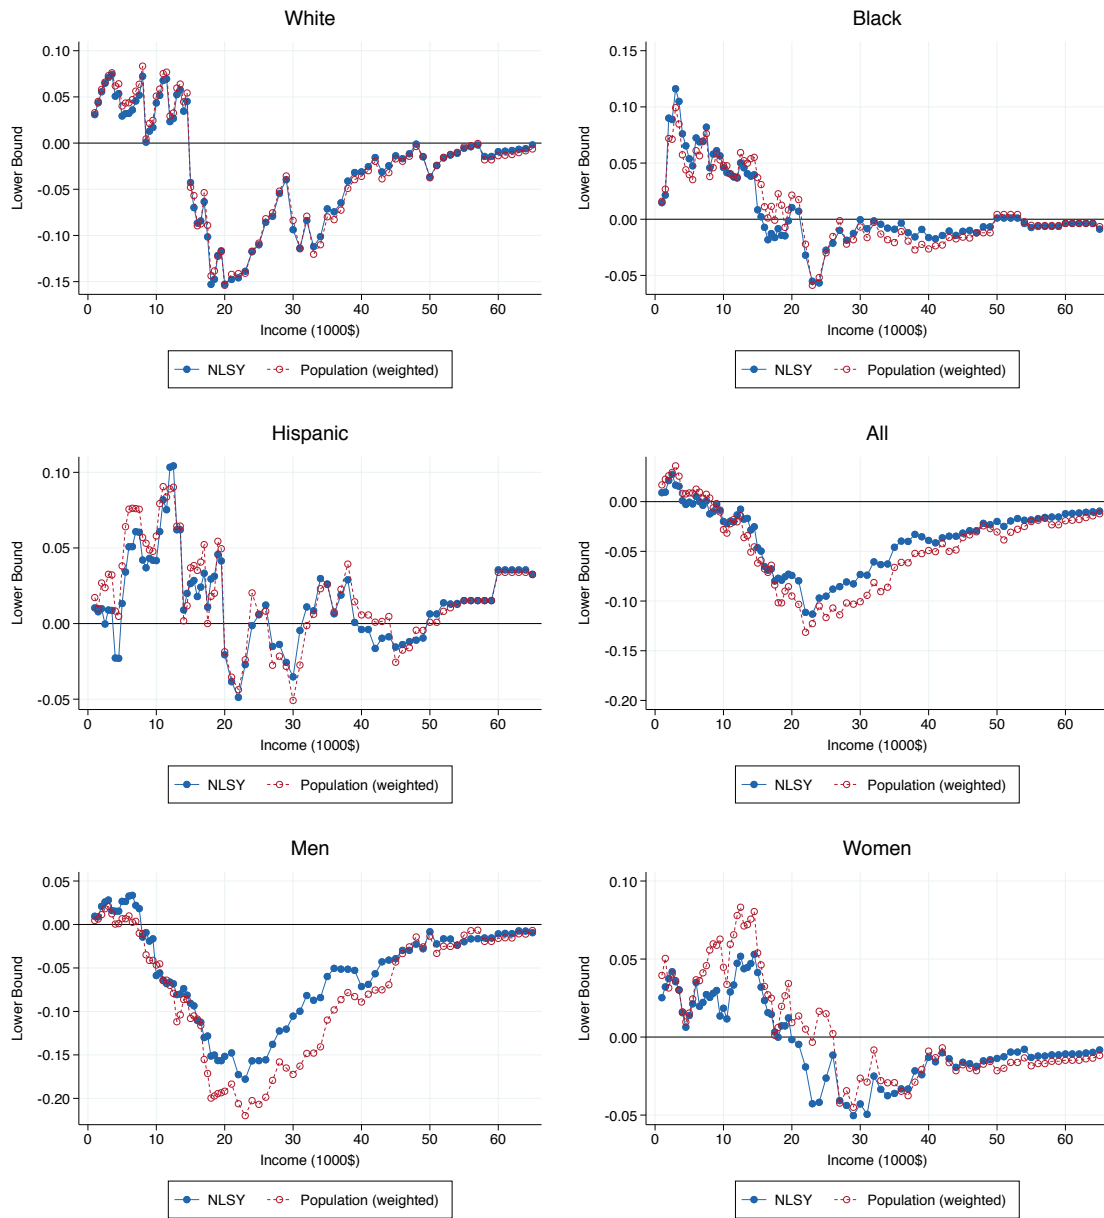 White
0.10
0.05
0.00
-0.05
-0.10
-0.15
Lower Bound
0 10 20 30 40 50 60
Income (1000$)
NLSY Population (weighted)
Black
0.15
0.10
0.05
0.00
-0.05
Lower Bound
0 10 20 30 40 50 60
Income (1000$)
NLSY Population (weighted)
Hispanic
0.10
0.05
0.00
-0.05
Lower Bound
0 10 20 30 40 50 60
Income (1000$)
NLSY Population (weighted)
All
0.00
-0.05
-0.10
-0.15
-0.20
Lower Bound
0 10 20 30 40 50 60
Income (1000$)
NLSY Population (weighted)
Men
0.05
0.00
-0.05
-0.10
-0.15
-0.20
Lower Bound
0 10 20 30 40 50 60
Income (1000$)
NLSY Population (weighted)
Women
0.10
0.05
0.00
-0.05
Lower Bound
0 10 20 30 40 50 60
Income (1000$)
NLSY Population (weighted)